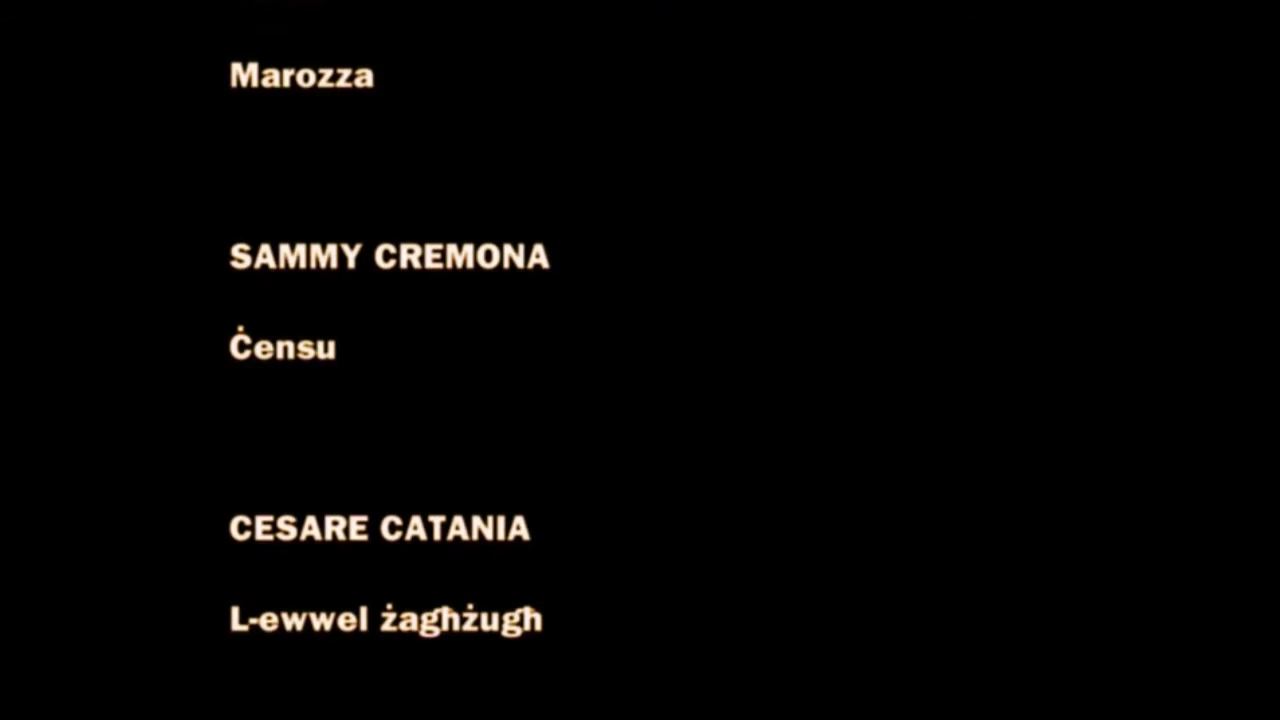 Marozza
SAMMY CREMONA
Ċensu
CESARE CATANIA
L-ewwel żagħżugħ